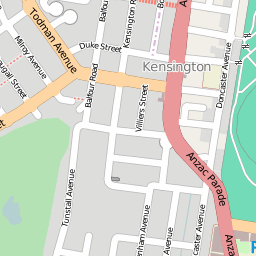 Todman Avenue
Balfour Road
Kensington R
Duke Street
Milroy Avenue
Kensington
Doncaster Avenue
Villiers Street
Balfour Road
Anzac Parade
Tunstall Avenue